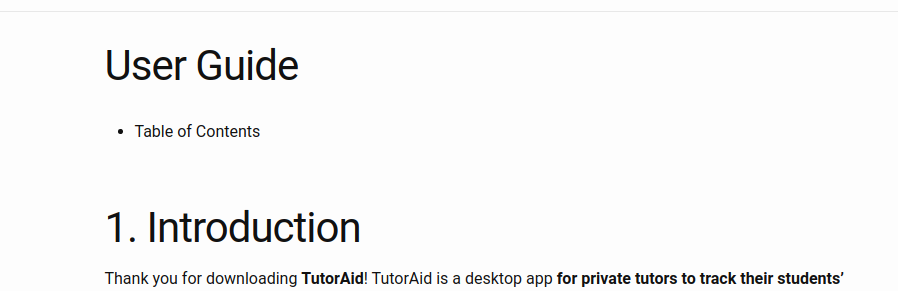 User Guide
Table of Contents
1. Introduction
Thank you for downloading TutorAid! TutorAid is a desktop app for private tutors to track their students’